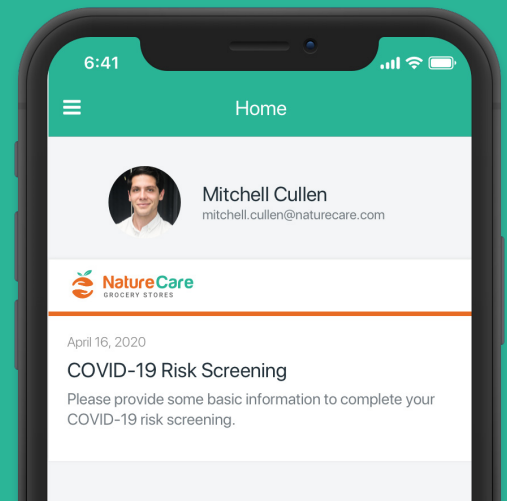 6:41
Home
Mitchell Cullen
mitchell.cullen@naturecare.com
NatureCare
GROCERY STORES
April 16, 2020
COVID-19 Risk Screening
Please provide some basic information to complete your
COVID-19 risk screening.